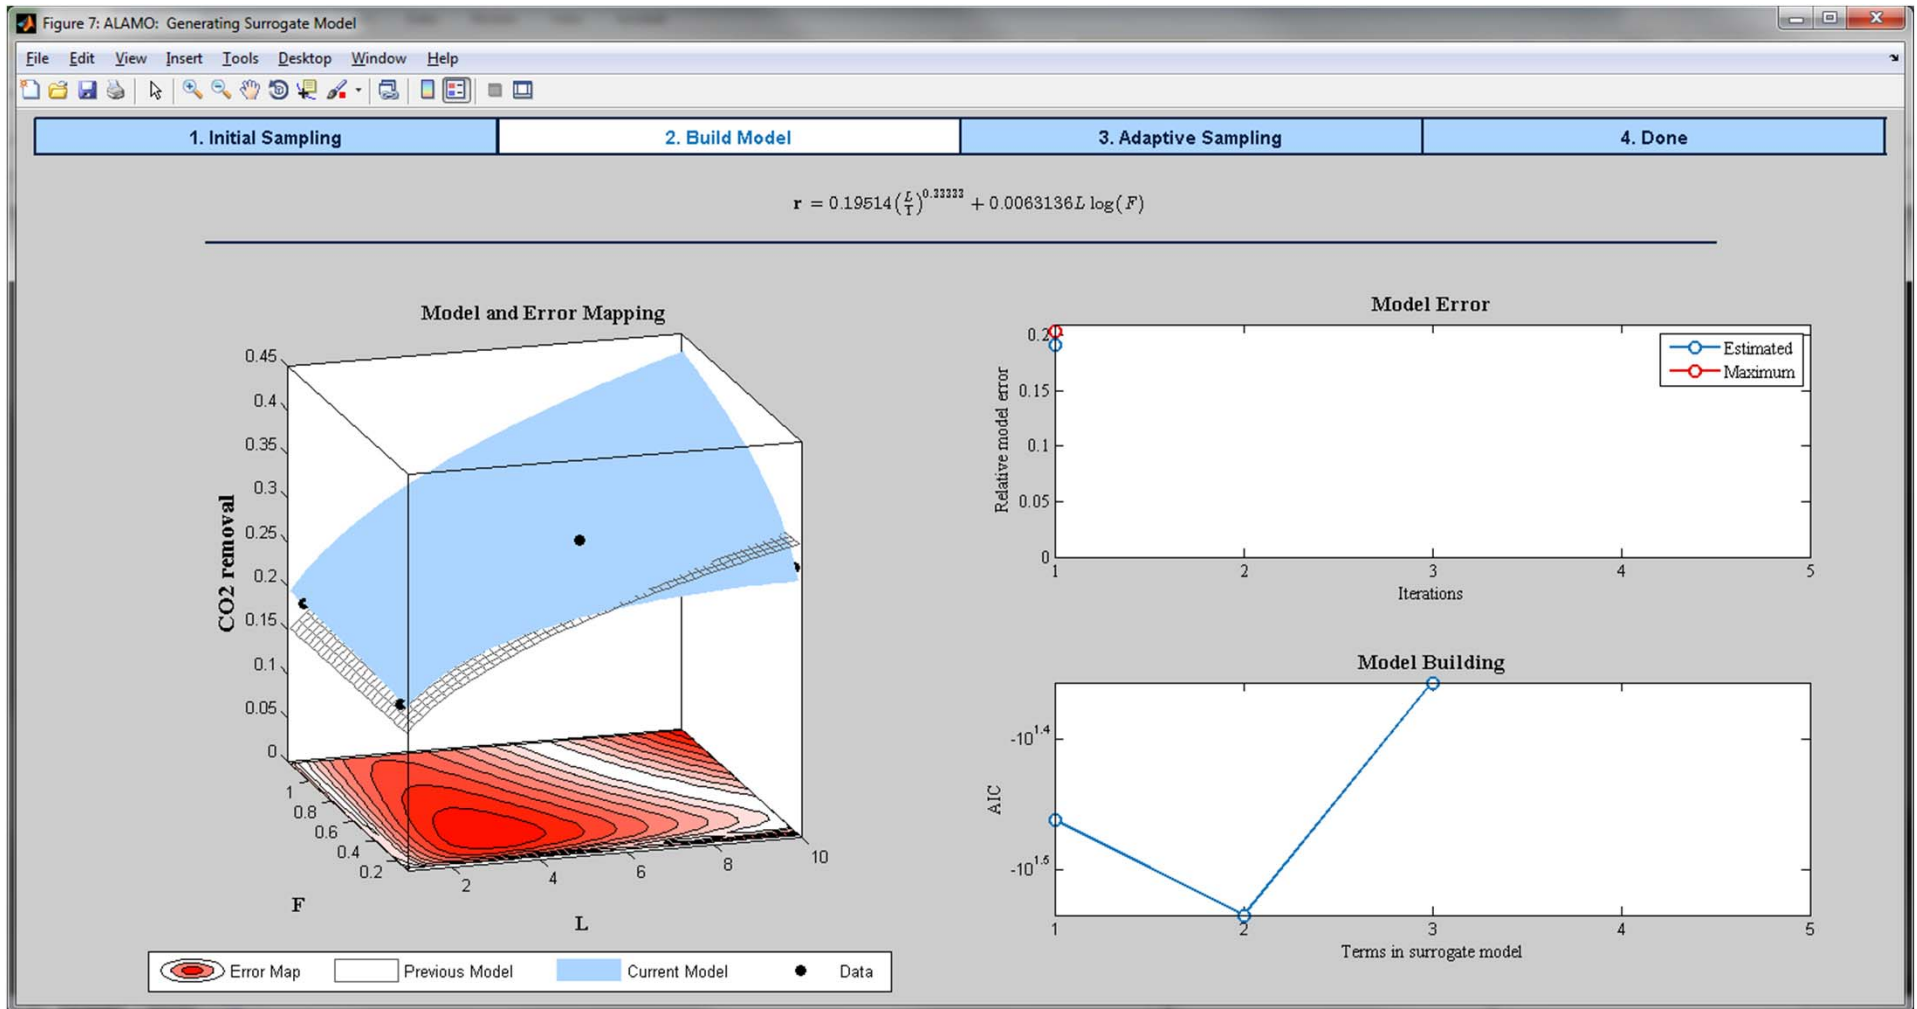 Figure 7: ALAMO: Generating Surrogate Model
File Edit View Insert Tools Desktop Window Help
1. Initial Sampling
2. Build Model
3. Adaptive Sampling
4. Done
r = 0.19514(L/1)^0.33333 + 0.0063136L log(F)
Model and Error Mapping
0.45
0.4
0.35
0.3
0.25
0.2
0.15
0.1
0.05
0
CO2 removal
1
0.8
0.6
0.4
0.2
F
2
4
6
8
10
L
Error Map
Previous Model
Current Model
Data
Model Error
Relative model error
0.2
0.15
0.1
0.05
0
1 2 3 4 5
Iterations
Estimated
Maximum
Model Building
AIC
-10^1.4
-10^1.5
1 2 3 4 5
Terms in surrogate model